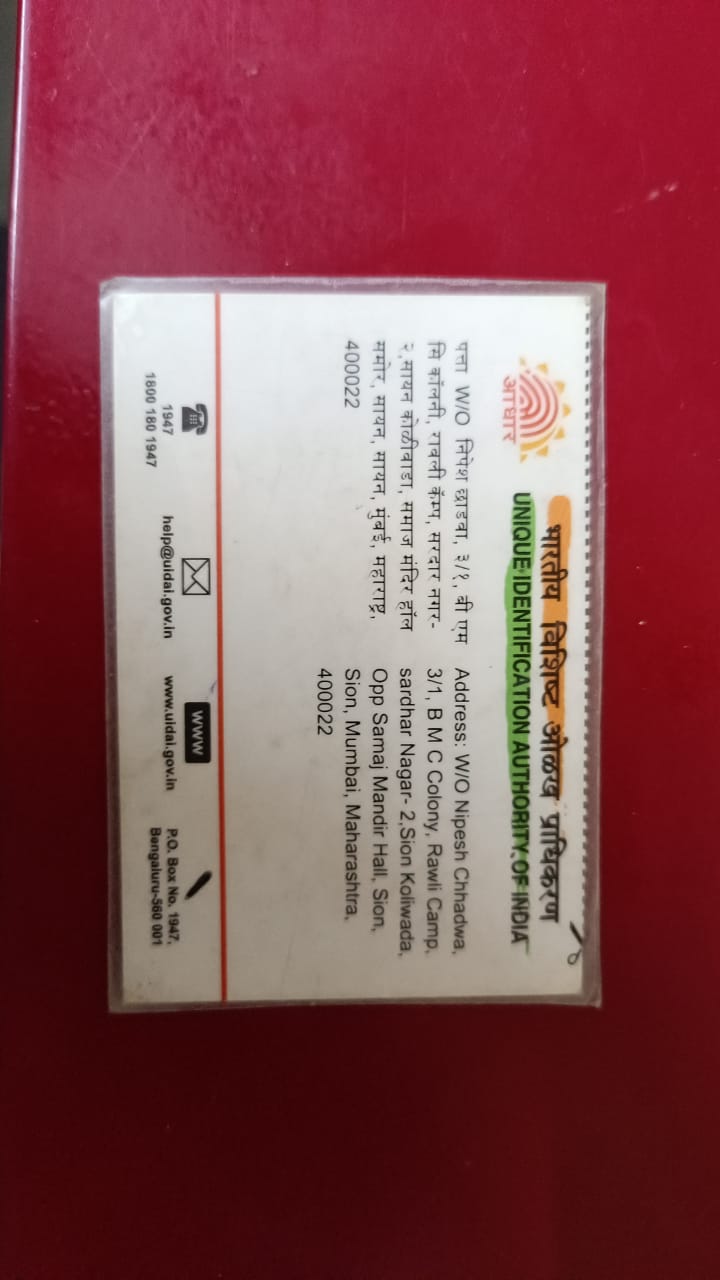 भारतीय विशिष्ट ओळख प्राधिकरण
UNIQUE IDENTIFICATION AUTHORITY OF INDIA
आधार
पत्ता W/O निपेश छाडवा, ३/१, बी एम
सि कॉलनी, रावली कॅम्प, सरदार नगर-
२,सायन कोळीवाडा, समाज मंदिर हॉल
समोर, सायन, सायन, मुंबई, महाराष्ट्र,
400022
Address: W/O Nipesh Chhadwa,
3/1, B M C Colony, Rawli Camp,
sardhar Nagar- 2,Sion Koliwada,
Opp Samaj Mandir Hall, Sion,
Sion, Mumbai, Maharashtra,
400022
1947
1800 180 1947
help@uidai.gov.in
WWW
www.uidai.gov.in
P.O. Box No. 1947,
Bengaluru-560 001